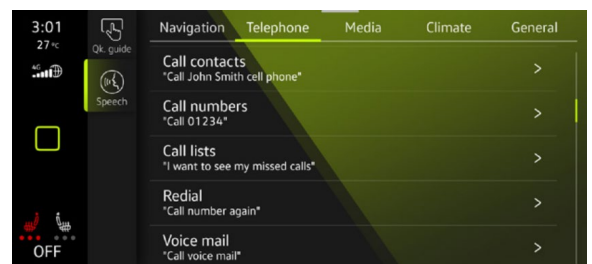 3:01
27 °C
4G
Qk. guide
Speech
Navigation Telephone Media Climate General
Call contacts
"Call John Smith cell phone"
Call numbers
"Call 01234"
Call lists
"I want to see my missed calls"
Redial
"Call number again"
Voice mail
"Call voice mail"
OFF